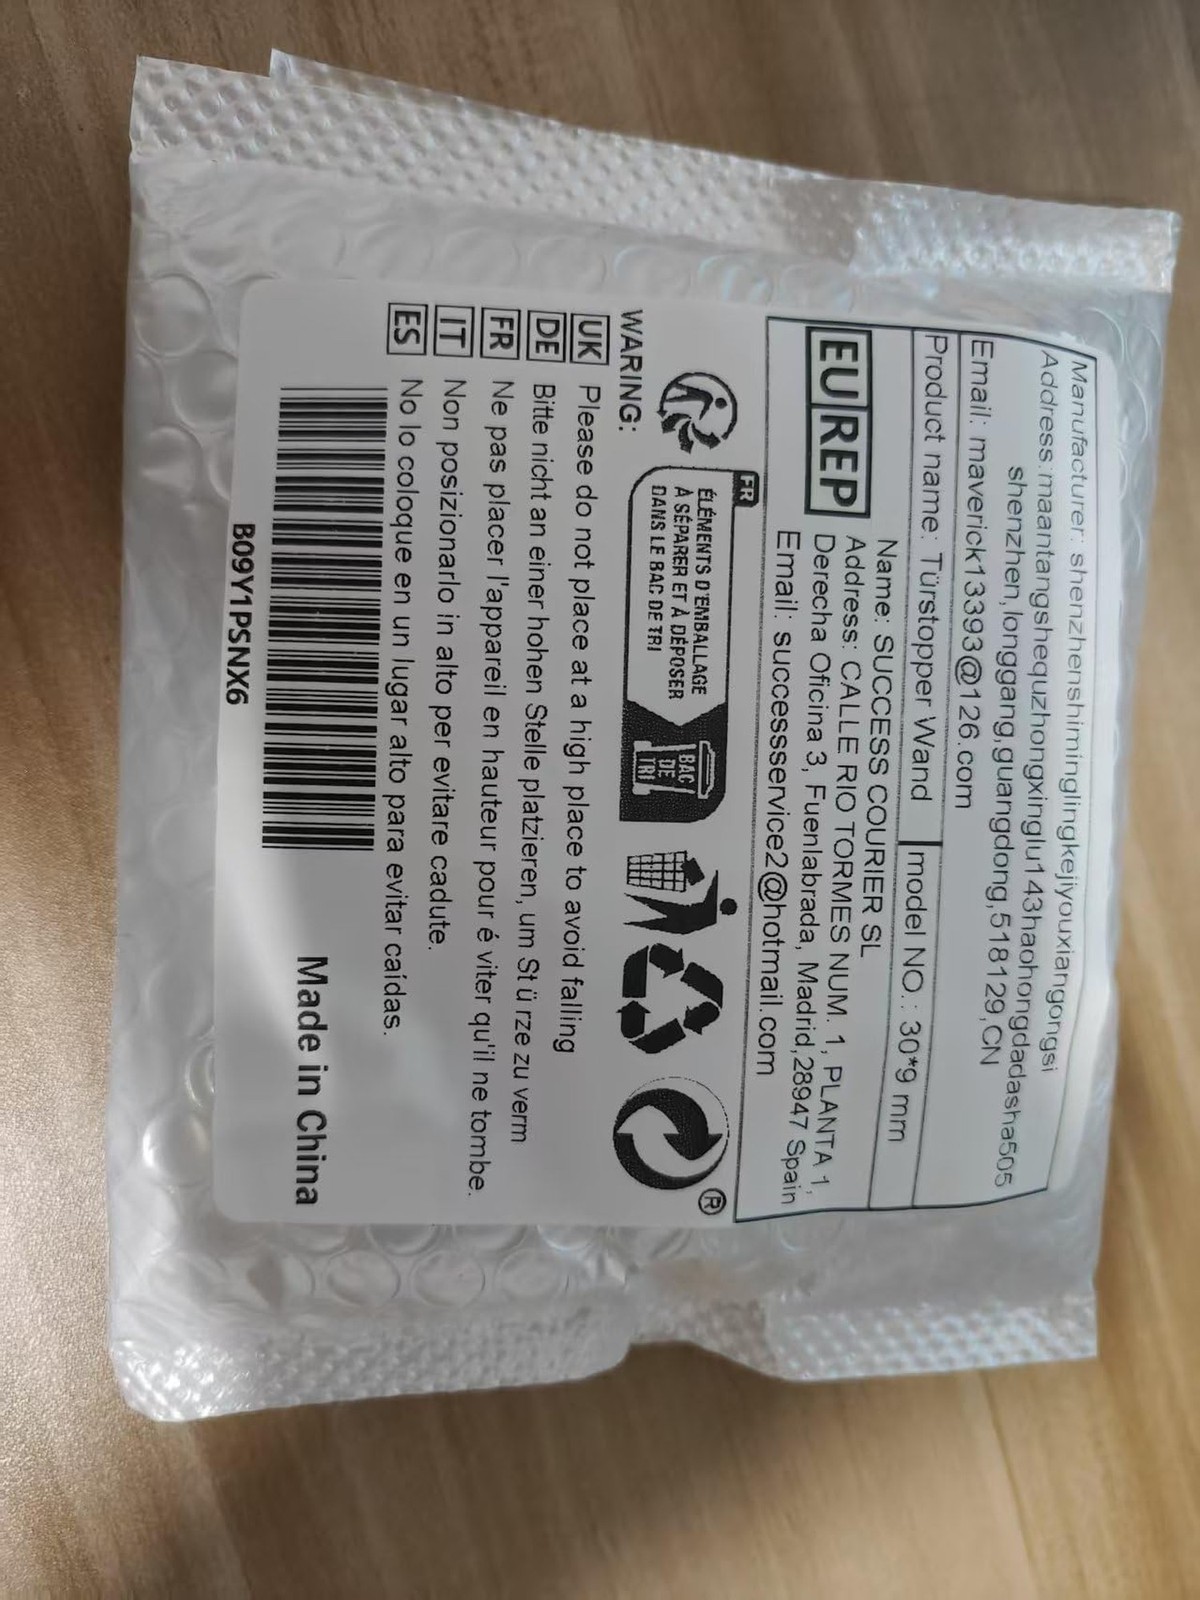 Manufacturer: shenzhenshiminglingkejiyouxiangongsi
Address:maantangshequzhongxinglu143haohongdadasha505
shenzhen,longgang,guangdong,518129,CN
Email: maverick13393@126.com
Product name: Türstopper Wand
model NO.: 30*9 mm
EU REP
Name: SUCCESS COURIER SL
Address: CALLE RIO TORMES NUM. 1, PLANTA 1,
Derecha Oficina 3, Fuenlabrada, Madrid,28947 Spain
Email: successservice2@hotmail.com
FR
ÉLÉMENTS D'EMBALLAGE
À SÉPARER ET À DÉPOSER
DANS LE BAC DE TRI
BAC
DE
TRI
®
WARING:
UK Please do not place at a high place to avoid falling
DE Bitte nicht an einer hohen Stelle platzieren, um St ü rze zu verm
FR Ne pas placer l'appareil en hauteur pour é viter qu'il ne tombe.
IT Non posizionarlo in alto per evitare cadute.
ES No lo coloque en un lugar alto para evitar caídas.
B09Y1PSNX6
Made in China